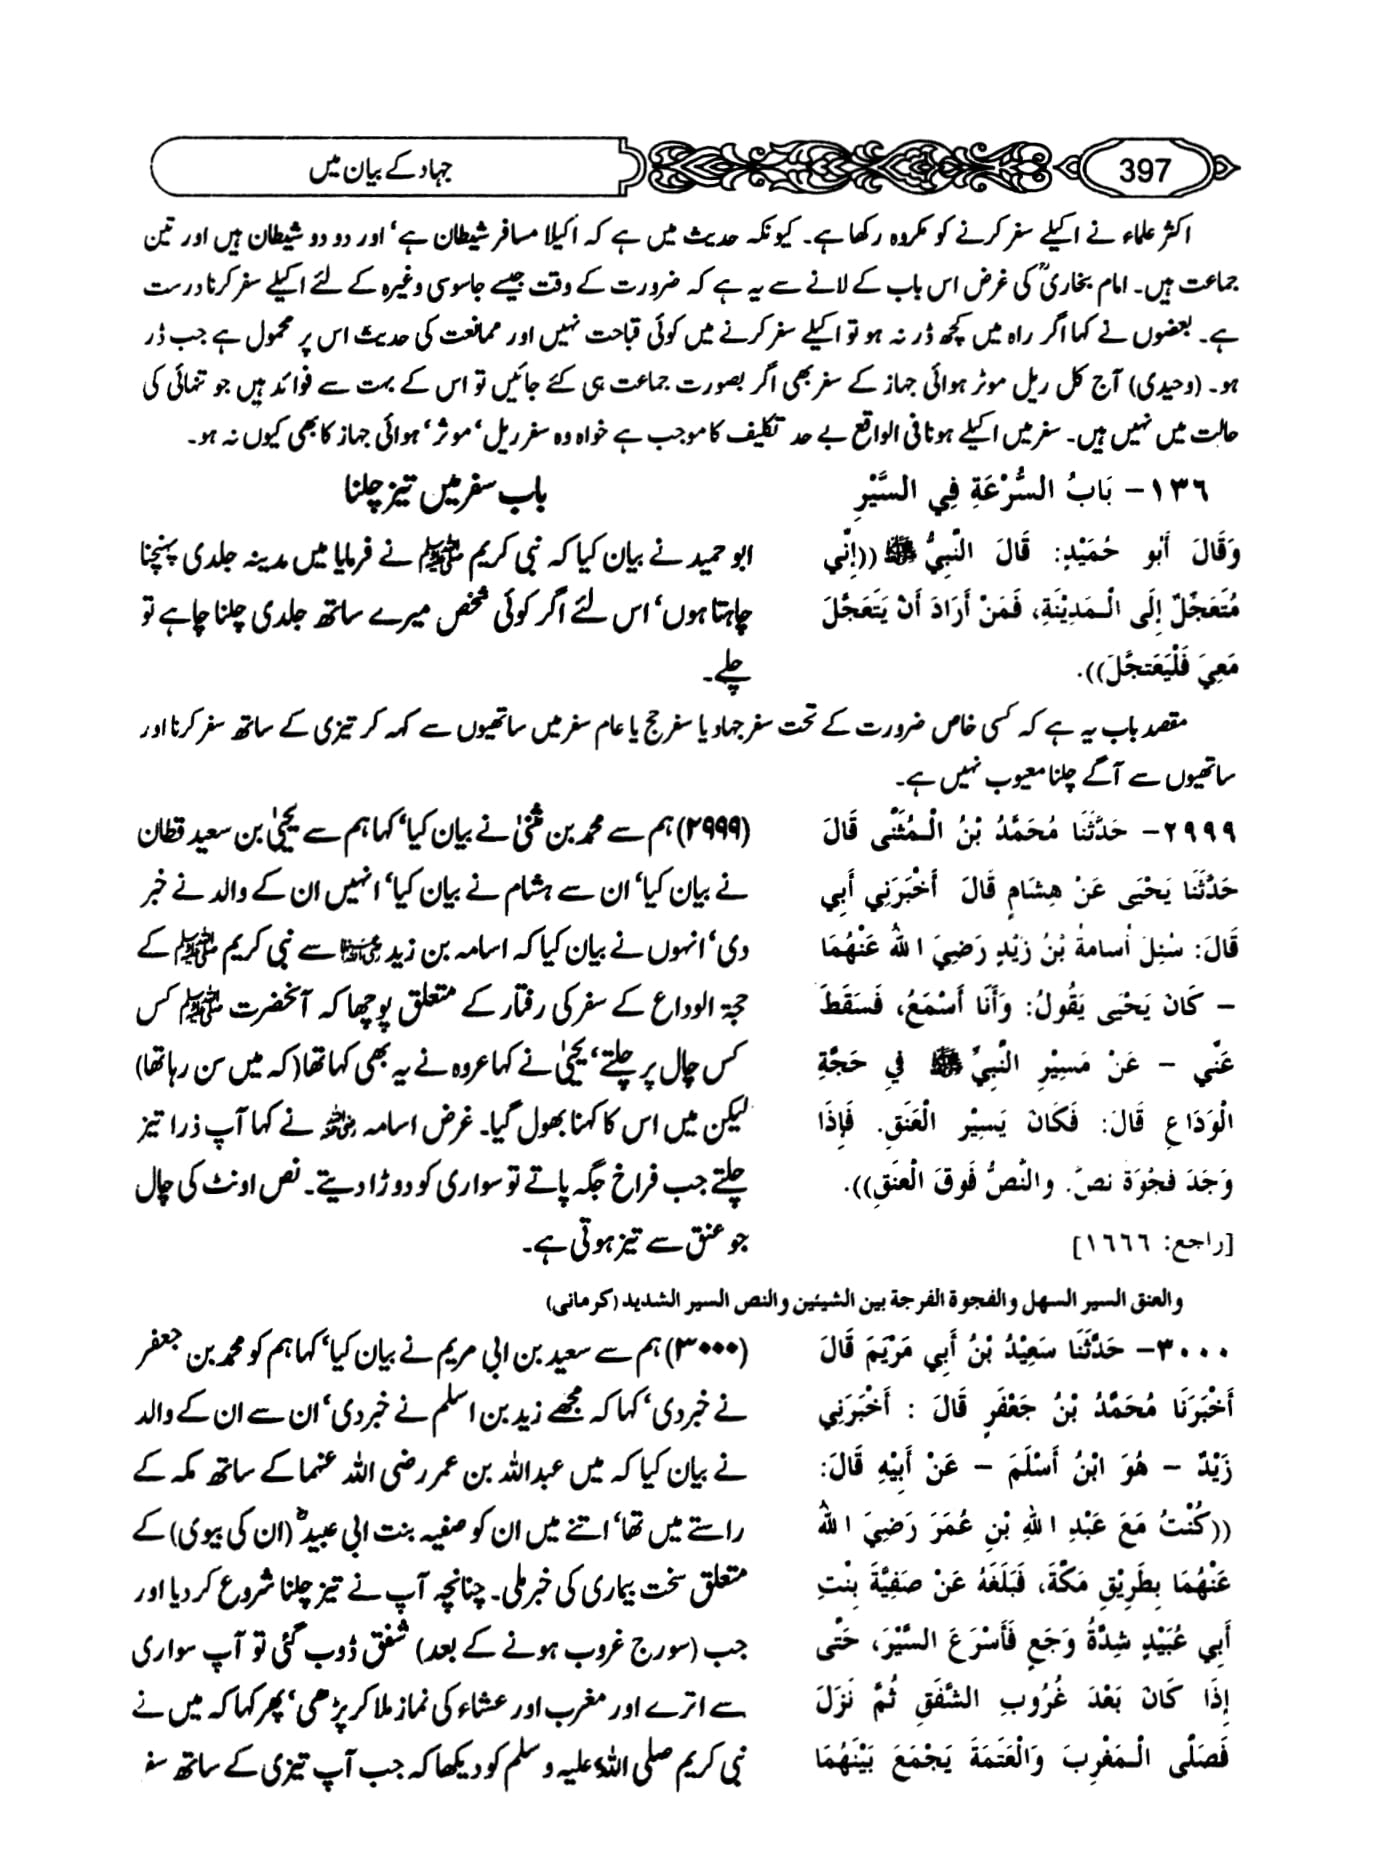 397
جہاد کے بیان میں
اکثر علماء نے اکیلے سفر کرنے کو مکروہ رکھا ہے۔ کیونکہ حدیث میں ہے کہ اکیلا مسافر شیطان ہے‘ اور دو دو شیطان ہیں اور تین
جماعت ہیں۔ امام بخاریؒ کی غرض اس باب کے لانے سے یہ ہے کہ ضرورت کے وقت جیسے جاسوسی وغیرہ کے لئے اکیلے سفر کرنا درست
ہے۔ بعضوں نے کہا اگر راہ میں کچھ ڈر نہ ہو تو اکیلے سفر کرنے میں کوئی قباحت نہیں اور ممانعت کی حدیث اس پر محمول ہے جب ڈر
ہو۔ (وحیدی) آج کل ریل موٹر ہوائی جہاز کے سفر بھی اگر بصورت جماعت ہی کئے جائیں تو اس کے بہت سے فوائد ہیں جو تنہائی کی
حالت میں نہیں ہیں۔ سفر میں اکیلے ہونا فی الواقع بے حد تکلیف کا موجب ہے خواہ وہ سفر ریل‘ موٹر‘ ہوائی جہاز کا بھی کیوں نہ ہو۔
١٣٦- بَابُ السُّرْعَةِ فِي السَّيْرِ
وَقَالَ أَبُو حُمَيْدٍ: قَالَ النَّبِيُّ ﷺ ((إِنِّي
مُتَعَجِّلٌ إِلَى الْـمَدِيْنَةِ، فَمَنْ أَرَادَ أَنْ يَتَعَجَّلَ
مَعِيَ فَلْيَعْتَجِلْ)).
باب سفر میں تیز چلنا
ابو حمید نے بیان کیا کہ نبی کریم ﷺ نے فرمایا میں مدینہ جلدی پہنچنا
چاہتا ہوں‘ اس لئے اگر کوئی شخص میرے ساتھ جلدی چلنا چاہے تو
چلے۔
مقصد باب یہ ہے کہ کسی خاص ضرورت کے تحت سفر جہاد یا سفر حج یا عام سفر میں ساتھیوں سے کہہ کر تیزی کے ساتھ سفر کرنا اور
ساتھیوں سے آگے چلنا معیوب نہیں ہے۔
٢٩٩٩- حَدَّثَنَا مُحَمَّدُ بْنُ الْـمُثَنَّى قَالَ
حَدَّثَنَا يَحْيَى عَنْ هِشَامٍ قَالَ أَخْبَرَنِي أَبِي
قَالَ: سُئِلَ أُسامةُ بْنُ زَيْدٍ رَضِيَ اللهُ عَنْهُمَا
- كَانَ يَحْيَى يَقُولُ: وَأَنَا أَسْمَعُ، فَسَقَطَ
عَنِّي - عَنْ مَسِيْرِ النَّبِيِّ ﷺ فِي حَجَّةِ
الْوَدَاعِ قَالَ: فَكَانَ يَسِيْر الْعَنَقَ. فَإِذَا
وَجَدَ فَجْوَةَ نصّ. والنَّصُّ فَوقَ الْعَنَقِ)).
[راجع: ١٦٦٦]
(۲۹۹۹) ہم سے محمد بن مثنیٰ نے بیان کیا‘ کہا ہم سے یحییٰ بن سعید قطان
نے بیان کیا‘ ان سے ہشام نے بیان کیا‘ انہیں ان کے والد نے خبر
دی‘ انہوں نے بیان کیا کہ اسامہ بن زید رضی اللہ عنہما سے نبی کریم ﷺ کے
حجۃ الوداع کے سفر کی رفتار کے متعلق پوچھا کہ آنحضرت ﷺ کس
کس چال پر چلتے‘ یحییٰ نے کہا عروہ نے یہ بھی کہا تھا (کہ میں سن رہا تھا)
لیکن میں اس کا کہنا بھول گیا۔ غرض اسامہ رضی اللہ عنہ نے کہا آپ ذرا تیز
چلتے جب فراخ جگہ پاتے تو سواری کو دوڑا دیتے۔ نص اونٹ کی چال
جو عنق سے تیز ہوتی ہے۔
والعنق السير السهل والفجوة الفرجة بين الشيئين والنص السير الشديد (کرمانی)
٣٠٠٠- حَدَّثَنَا سَعِيْدُ بْنُ أَبِي مَرْيَمَ قَالَ
أَخْبَرَنَا مُحَمَّدُ بْنُ جَعْفَرٍ قَالَ : أَخْبَرَنِي
زَيْدٌ - هُوَ ابْنُ أَسْلَمَ - عَنْ أَبِيْهِ قَالَ:
((كُنْتُ مَعَ عَبْدِ اللهِ بْنِ عُمَرَ رَضِيَ اللهُ
عَنْهُمَا بِطَرِيْقِ مَكَّةَ، فَبَلَغَهُ عَنْ صَفِيَّةَ بِنْتِ
أَبِي عُبَيْدٍ شِدَّةُ وَجَعٍ فَأَسْرَعَ السَّيْرَ، حَتَّى
إِذَا كَانَ بَعْدَ غُرُوبِ الشَّفَقِ ثُمَّ نَزَلَ
فَصَلَّى الْـمَغْرِبَ وَالْعَتَمَةَ يَجْمَعَ بَيْنَهُمَا
(۳۰۰۰) ہم سے سعید بن ابی مریم نے بیان کیا‘ کہا ہم کو محمد بن جعفر
نے خبر دی‘ کہا کہ مجھے زید بن اسلم نے خبر دی‘ ان سے ان کے والد
نے بیان کیا کہ میں عبداللہ بن عمر رضی اللہ عنہما کے ساتھ مکہ کے
راستے میں تھا‘ اتنے میں ان کو صفیہ بنت ابی عبیدؓ (ان کی بیوی) کے
متعلق سخت بیماری کی خبر ملی۔ چنانچہ آپ نے تیز چلنا شروع کر دیا اور
جب (سورج غروب ہونے کے بعد) شفق ڈوب گئی تو آپ سواری
سے اترے اور مغرب اور عشاء کی نماز ملا کر پڑھی‘ پھر کہا کہ میں نے
نبی کریم صلی اللہ علیہ وسلم کو دیکھا کہ جب آپ تیزی کے ساتھ سفر